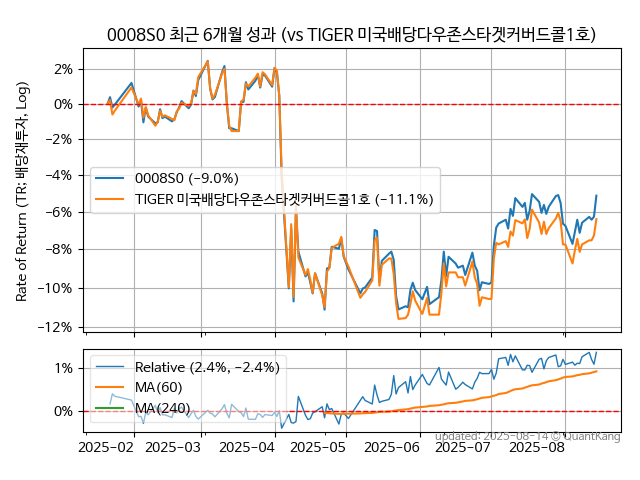 0008S0 최근 6개월 성과 (vs TIGER 미국배당다우존스타겟커버드콜1호)
Rate of Return (TR: 배당재투자, Log)
2%
0%
−2%
−4%
−6%
−8%
−10%
−12%
0008S0 (−9.0%)
TIGER 미국배당다우존스타겟커버드콜1호 (−11.1%)
1%
0%
Relative (2.4%, −2.4%)
MA(60)
MA(240)
2025−02 2025−03 2025−04 2025−05 2025−06 2025−07 2025−08
updated: 2025-08-14 © QuantKang